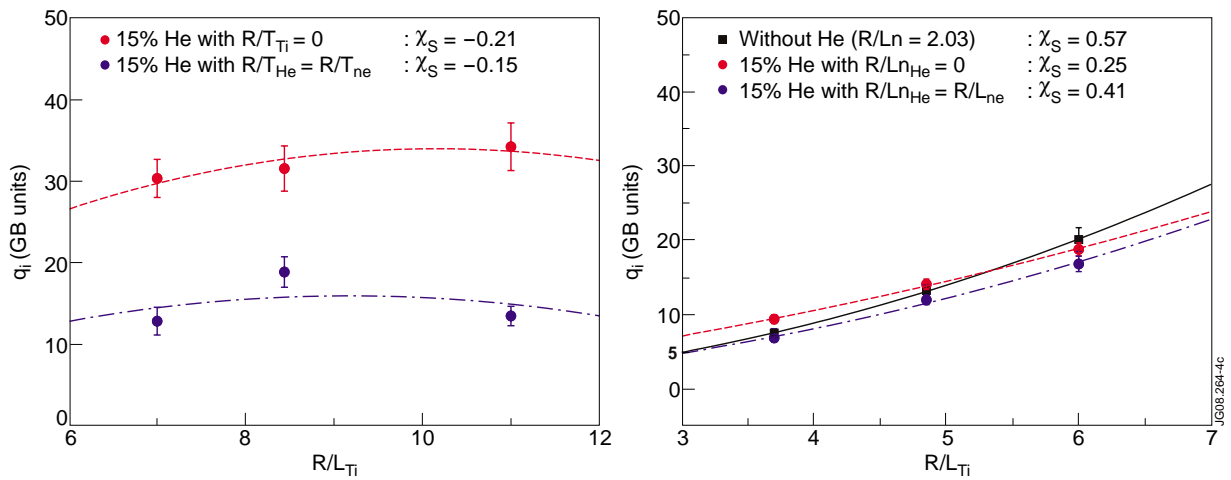 50
40
30
20
10
0
q_i (GB units)
15% He with R/T_Ti = 0 : χ_S = −0.21
15% He with R/T_He = R/T_ne : χ_S = −0.15
6 8 10 12
R/L_Ti
50
40
30
20
10
5
0
q_i (GB units)
Without He (R/Ln = 2.03) : χ_S = 0.57
15% He with R/Ln_He = 0 : χ_S = 0.25
15% He with R/Ln_He = R/L_ne : χ_S = 0.41
3 4 5 6 7
R/L_Ti
JG08.264-4c